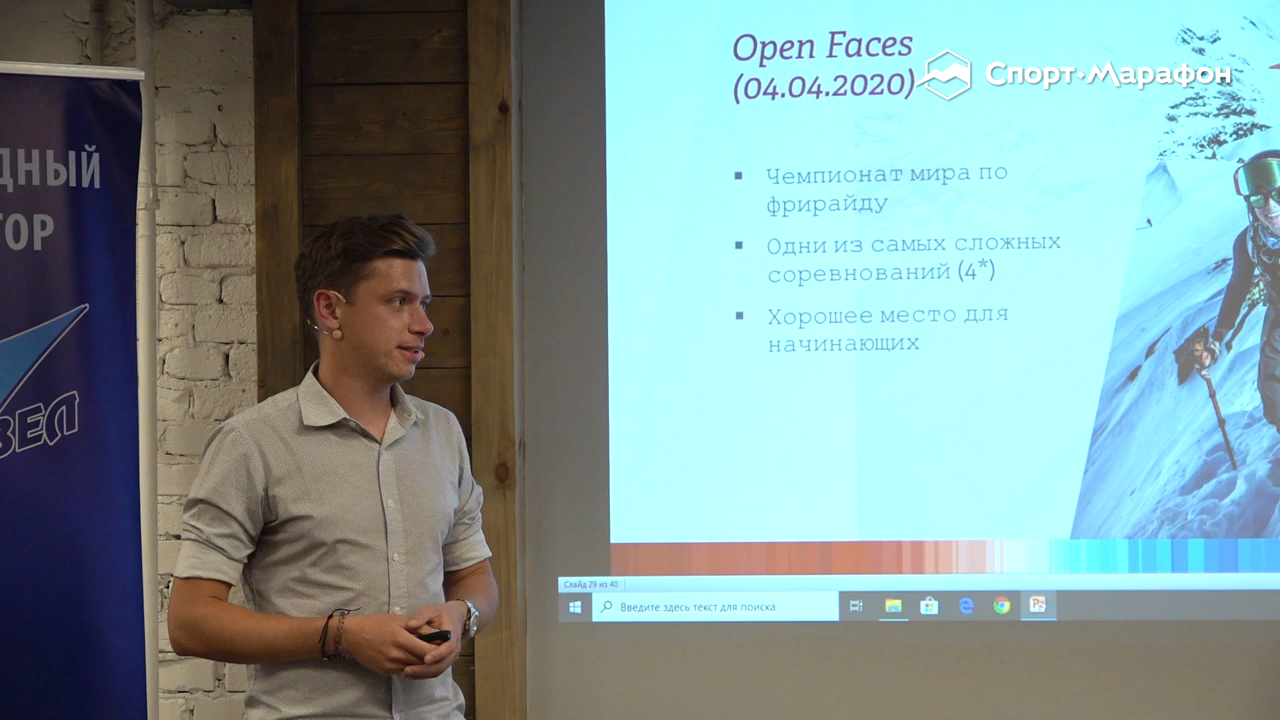 Open Faces
(04.04.2020)
Спорт·Марафон
▪ Чемпионат мира по
фрирайду
▪ Одни из самых сложных
соревнований (4*)
▪ Хорошее место для
начинающих
Слайд 29 из 40
Введите здесь текст для поиска
ДНЫЙ
ТОР
ВЕЛ